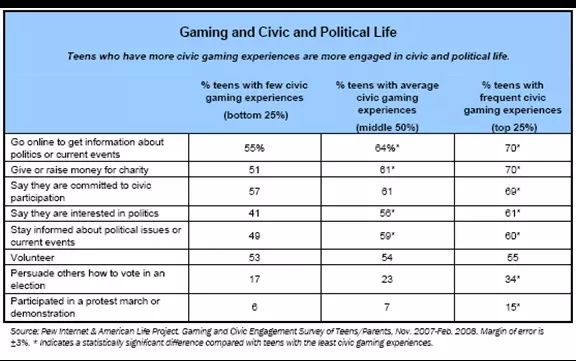 Gaming and Civic and Political Life
Teens who have more civic gaming experiences are more engaged in civic and political life.
% teens with few civic gaming experiences (bottom 25%)
% teens with average civic gaming experiences (middle 50%)
% teens with frequent civic gaming experiences (top 25%)
Go online to get information about politics or current events 55% 64%* 70*
Give or raise money for charity 51 61* 70*
Say they are committed to civic participation 57 61 69*
Say they are interested in politics 41 56* 61*
Stay informed about political issues or current events 49 59* 60*
Volunteer 53 54 55
Persuade others how to vote in an election 17 23 34*
Participated in a protest march or demonstration 6 7 15*
Source: Pew Internet & American Life Project, Gaming and Civic Engagement Survey of Teens/Parents, Nov. 2007-Feb. 2008. Margin of error is
±3%. * Indicates a statistically significant difference compared with teens with the least civic gaming experiences.